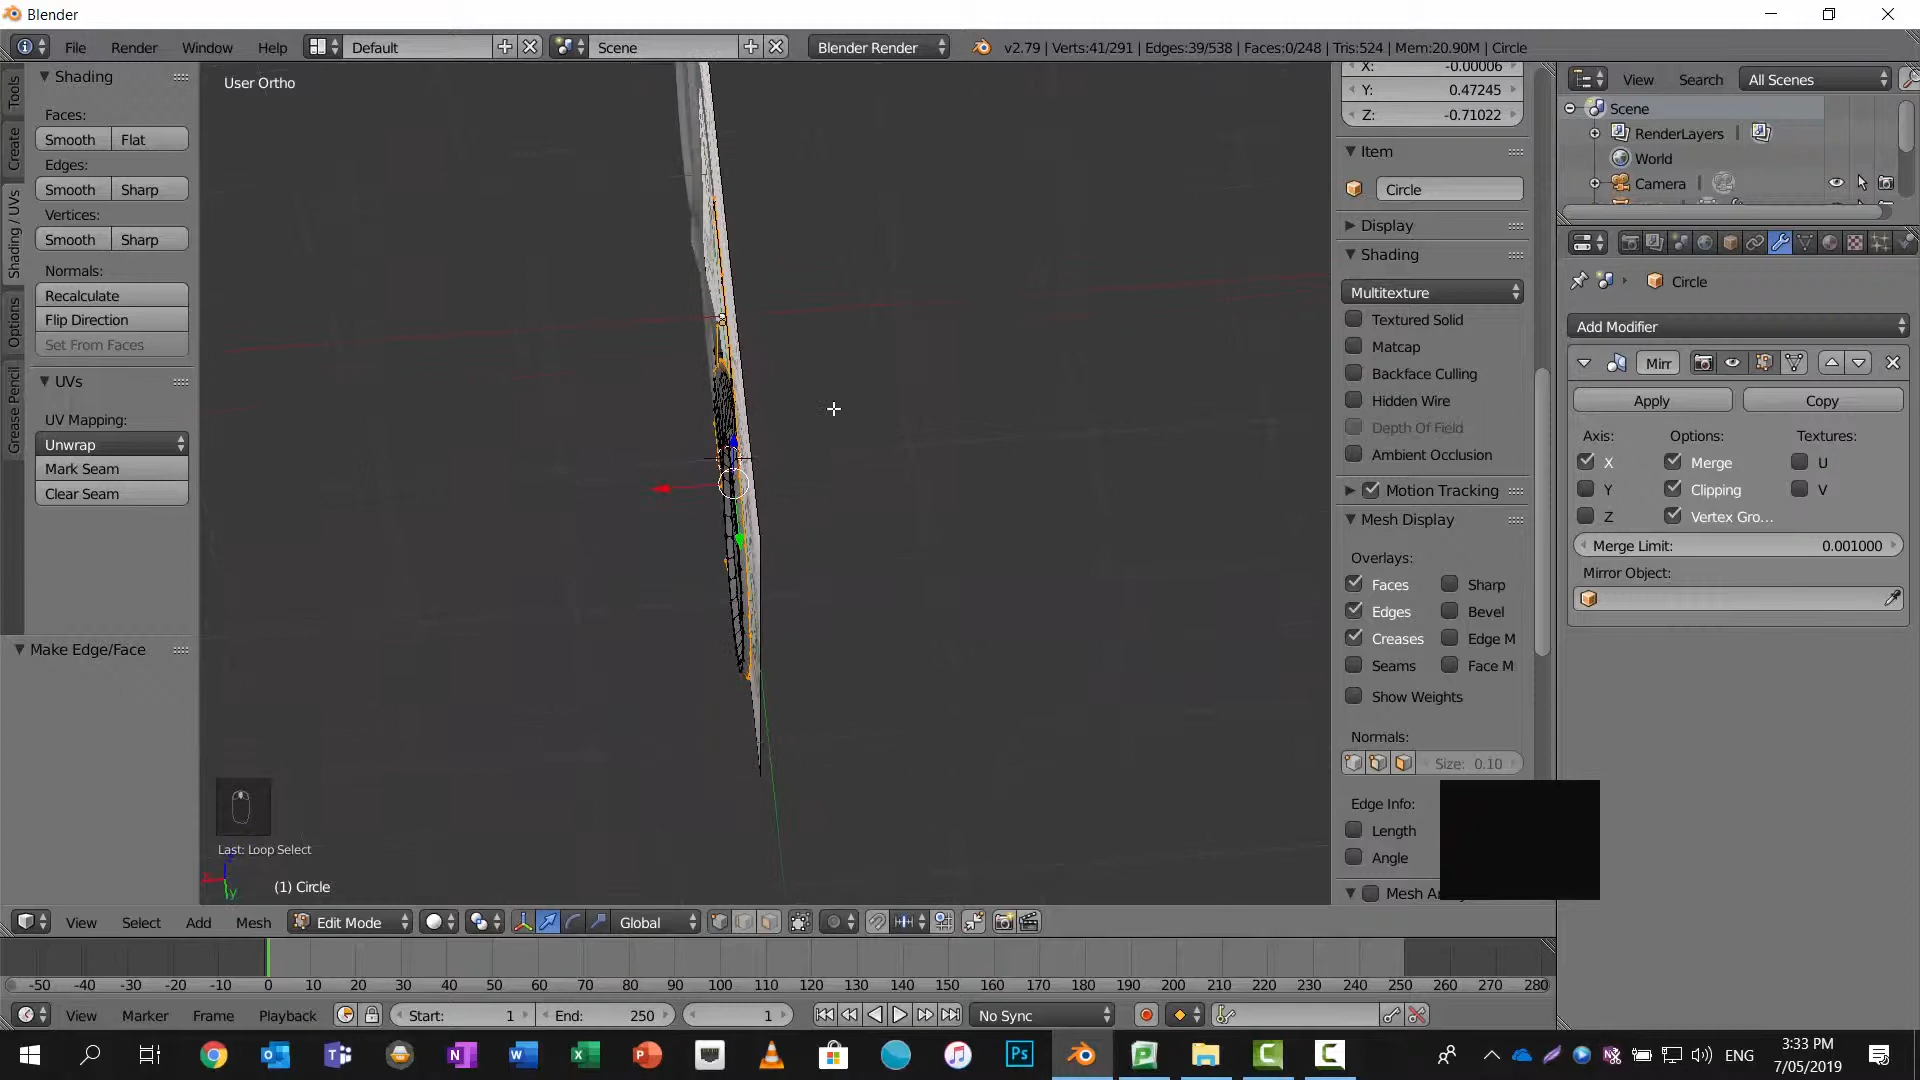 Blender
File Render Window Help Default Scene Blender Render v2.79 | Verts:41/291 | Edges:39/538 | Faces:0/248 | Tris:524 | Mem:20.90M | Circle
Tools
Create
Shading / UVs
Options
Grease Pencil
Shading
Faces:
Smooth Flat
Edges:
Smooth Sharp
Vertices:
Smooth Sharp
Normals:
Recalculate
Flip Direction
Set From Faces
UVs
UV Mapping:
Unwrap
Mark Seam
Clear Seam
Make Edge/Face
User Ortho
Last: Loop Select
(1) Circle
X: -0.00006
Y: 0.47245
Z: -0.71022
Item
Circle
Display
Shading
Multitexture
Textured Solid
Matcap
Backface Culling
Hidden Wire
Depth Of Field
Ambient Occlusion
Motion Tracking
Mesh Display
Overlays:
Faces Sharp
Edges Bevel
Creases Edge M
Seams Face M
Show Weights
Normals:
Size: 0.10
Edge Info:
Length
Angle
View Search All Scenes
Scene
RenderLayers
World
Camera
Circle
Add Modifier
Mirr
Apply Copy
Axis: Options: Textures:
X Merge U
Y Clipping V
Z Vertex Gro...
Merge Limit: 0.001000
Mirror Object:
View Select Add Mesh Edit Mode Global
-50 -40 -30 -20 -10 0 10 20 30 40 50 60 70 80 90 100 110 120 130 140 150 160 170 180 190 200 210 220 230 240 250 260 270 280
View Marker Frame Playback Start: 1 End: 250 1 No Sync
ENG
3:33 PM
7/05/2019